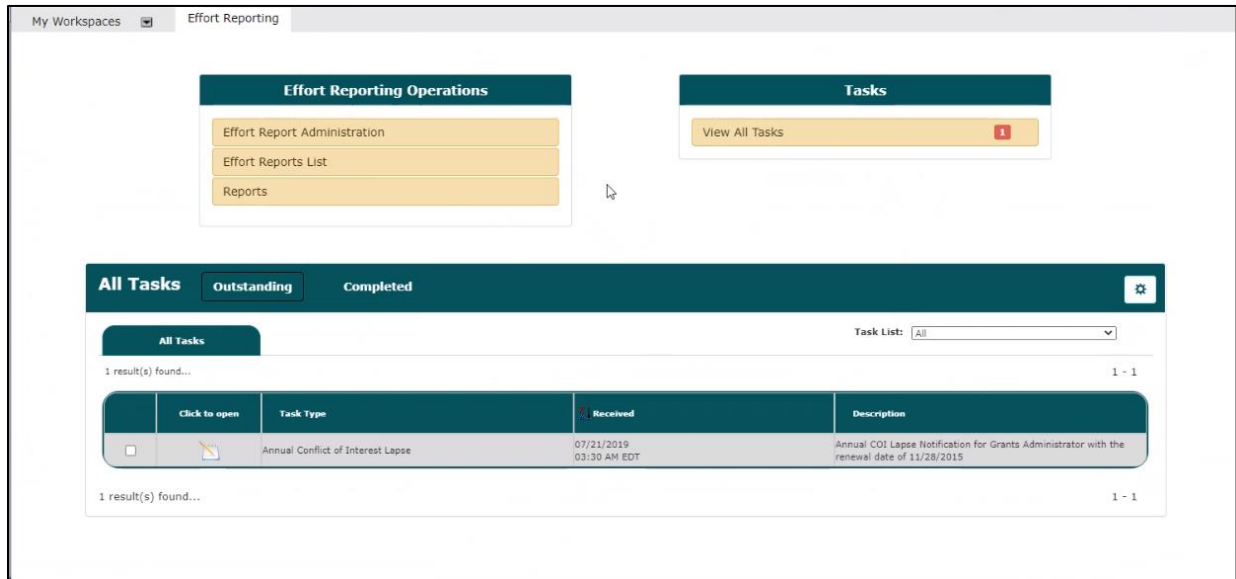 My Workspaces
Effort Reporting
Effort Reporting Operations
Effort Report Administration
Effort Reports List
Reports
Tasks
View All Tasks 1
All Tasks Outstanding Completed
All Tasks
Task List: All
1 result(s) found... 1 - 1
Click to open Task Type Received Description
Annual Conflict of Interest Lapse
07/21/2019
03:30 AM EDT
Annual COI Lapse Notification for Grants Administrator with the
renewal date of 11/28/2015
1 result(s) found... 1 - 1